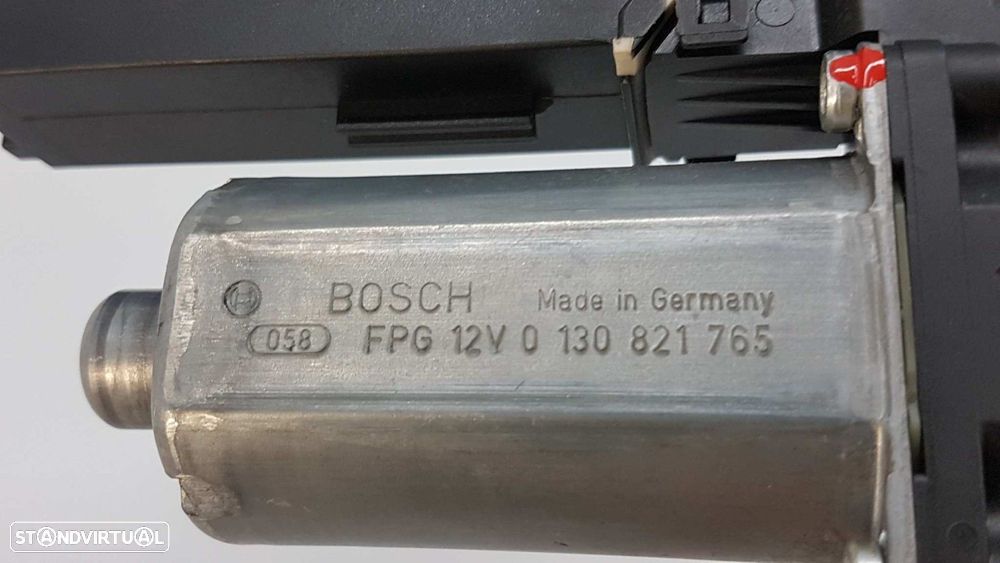 BOSCH Made in Germany
058 FPG 12V 0 130 821 765
STANDVIRTUAL